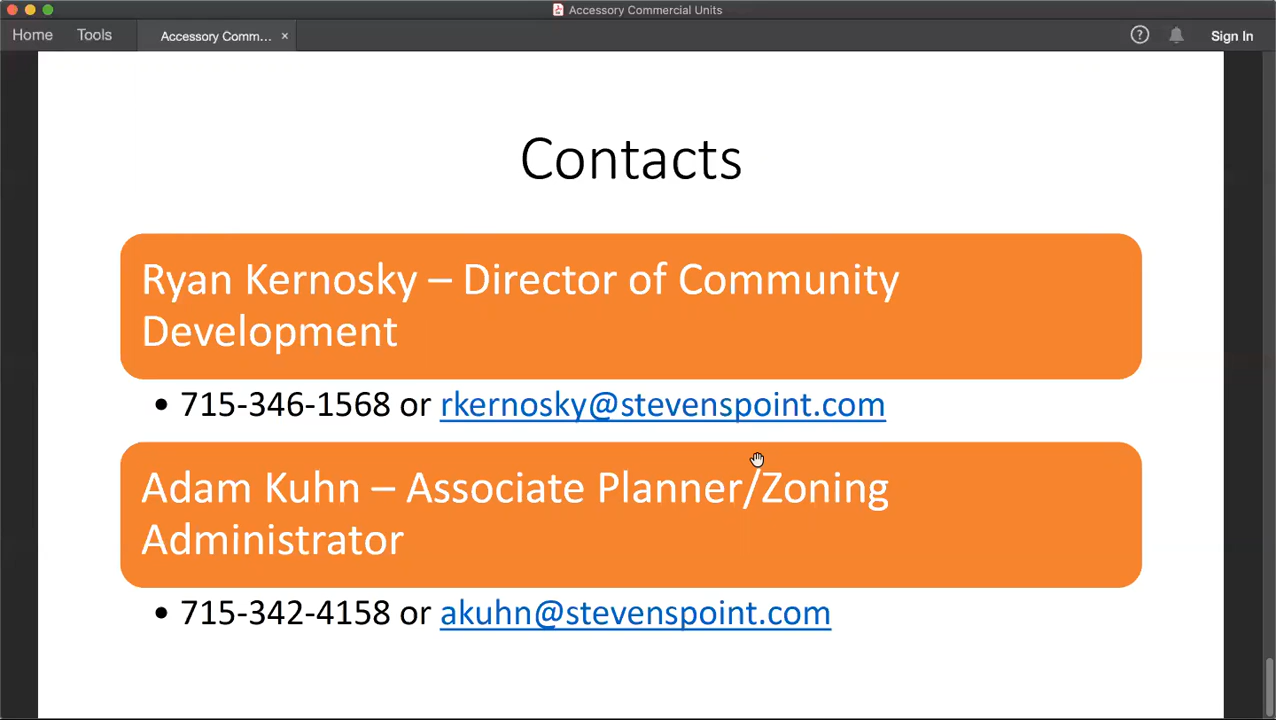 Accessory Commercial Units
Home Tools Accessory Comm... × ? Sign In
Contacts
Ryan Kernosky – Director of Community
Development
• 715-346-1568 or rkernosky@stevenspoint.com
Adam Kuhn – Associate Planner/Zoning
Administrator
• 715-342-4158 or akuhn@stevenspoint.com